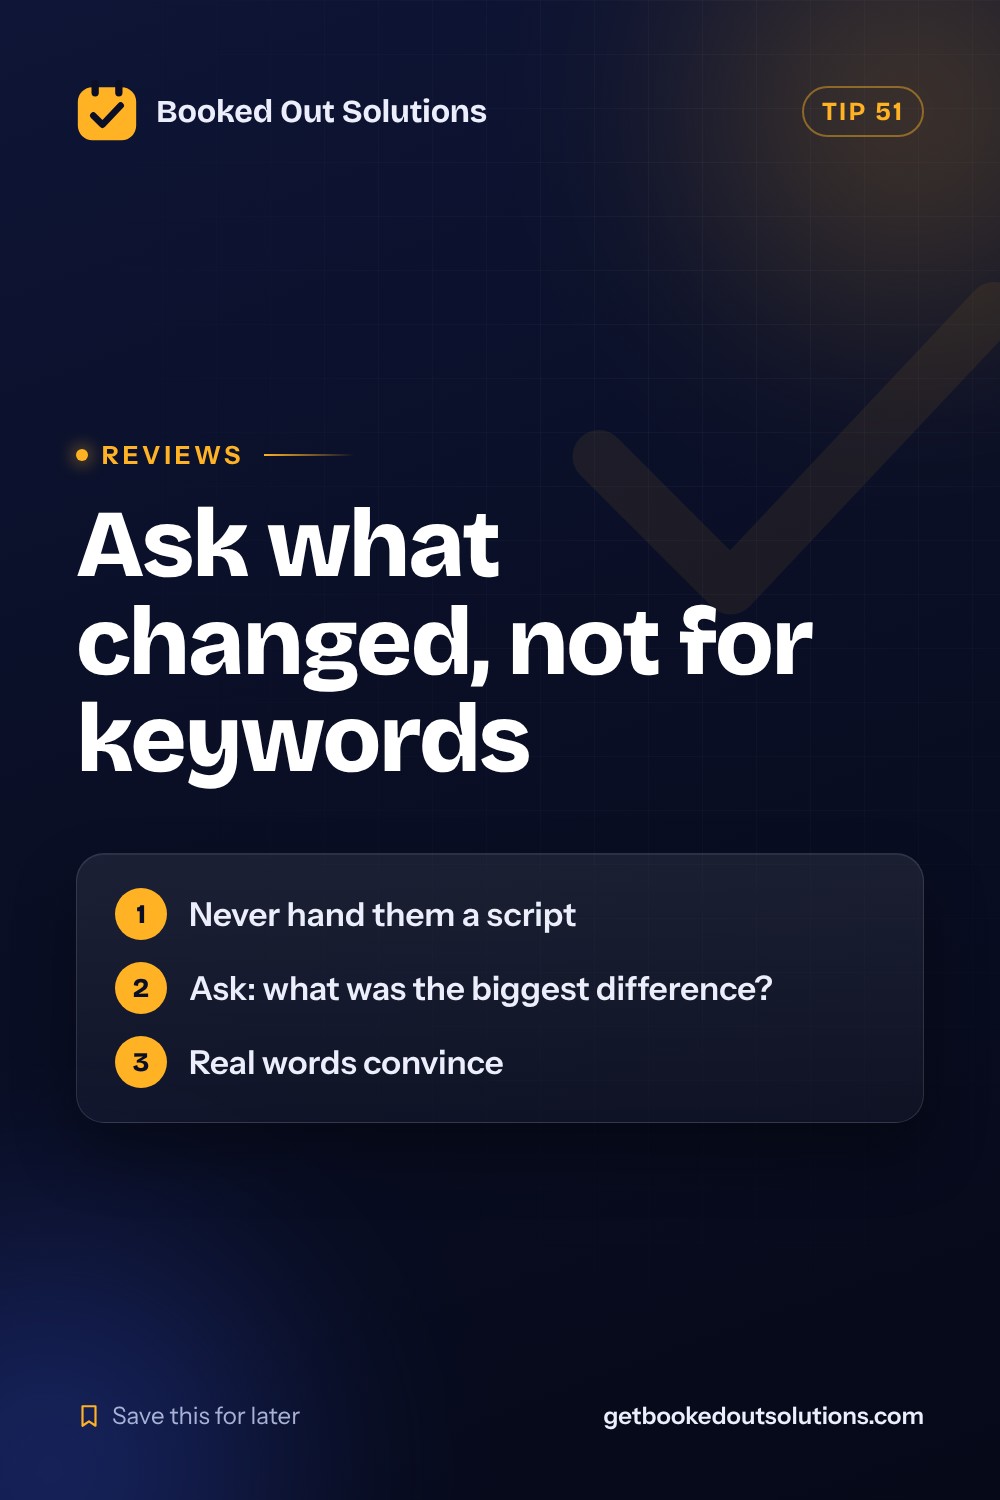 Booked Out Solutions
TIP 51
REVIEWS
Ask what
changed, not for
keywords
1 Never hand them a script
2 Ask: what was the biggest difference?
3 Real words convince
Save this for later
getbookedoutsolutions.com